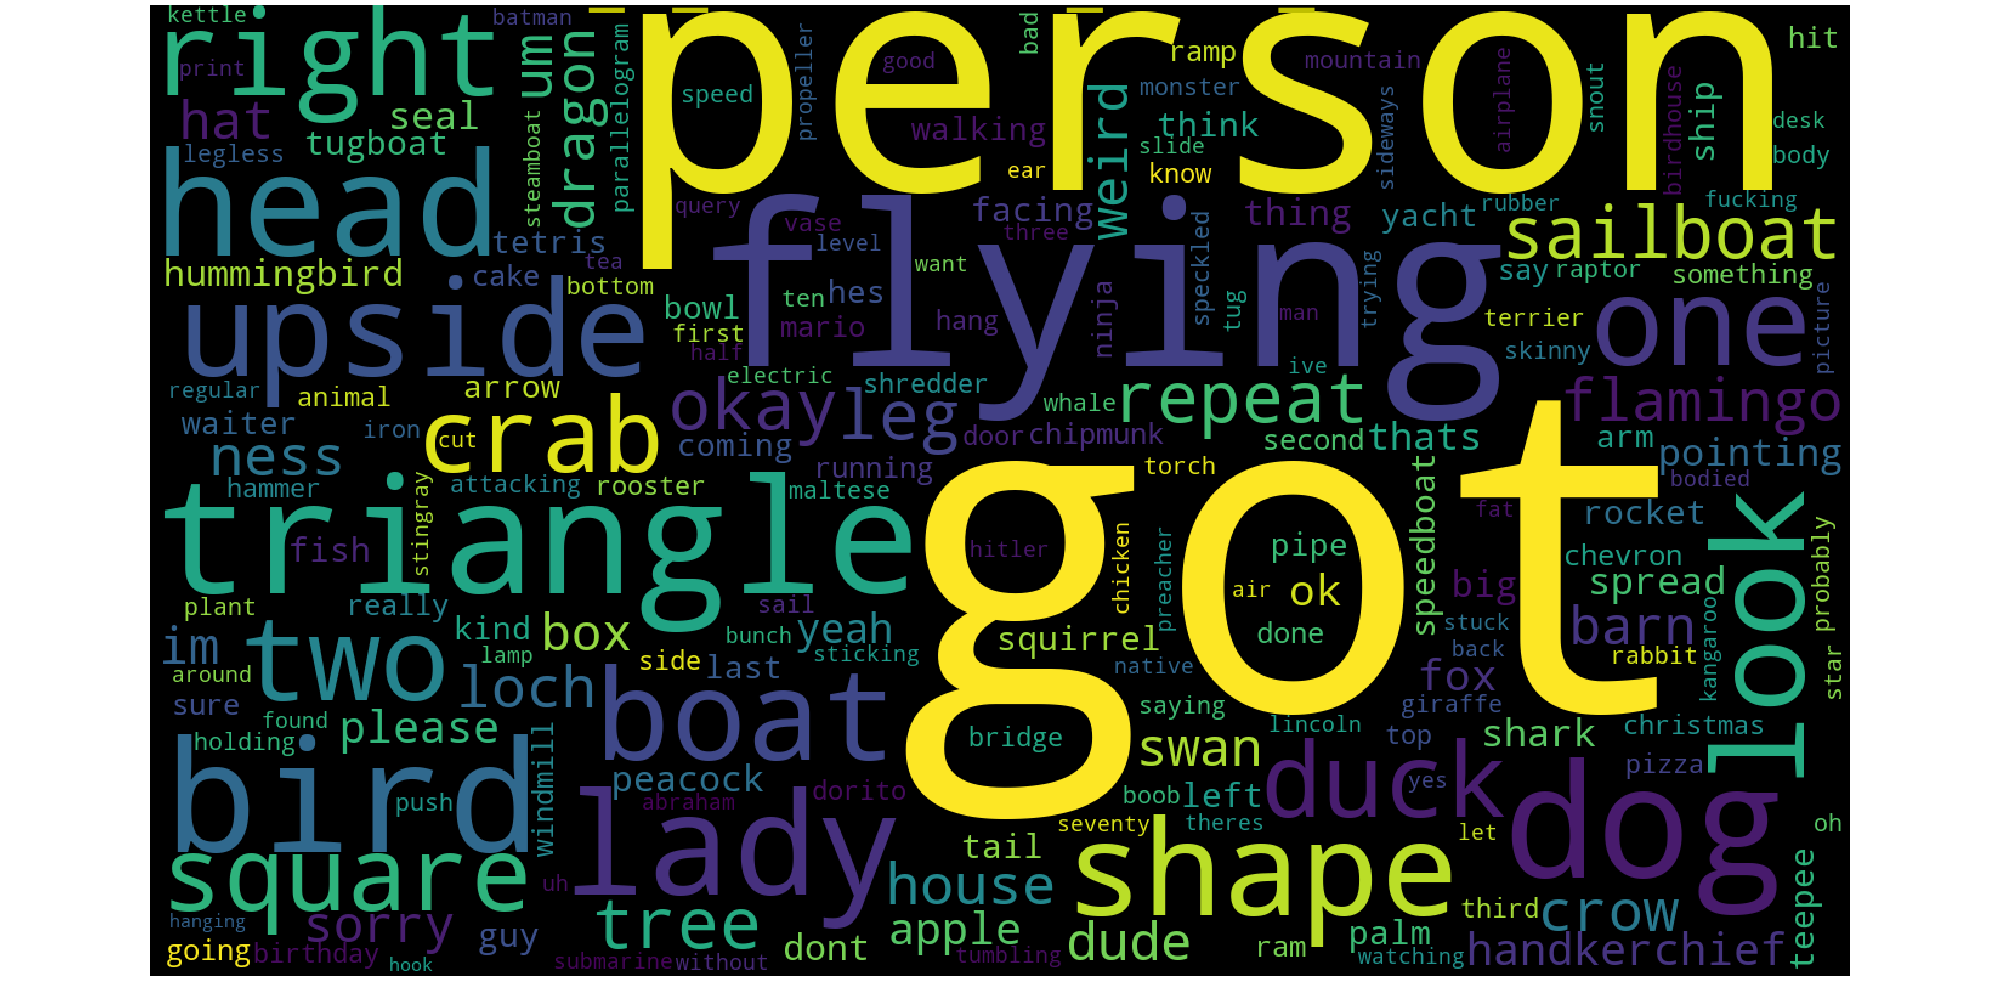 kettle
batman
person
right
print
um
dragon
parallelogram
propeller
good
speed
bad
ramp
mountain
hit
hat
seal
legless
tugboat
steamboat
walking
weird
monster
think
slide
sideways
airplane
snout
birdhouse
ship
desk
body
head
ear
know
query
vase
three
facing
thing
yacht
rubber
fucking
sailboat
tetris
hummingbird
cake
tea
bottom
level
want
flying
speckled
tug
trying
say
raptor
something
upside
bowl
ten
hes
first
mario
half
hang
ninja
man
terrier
skinny
one
picture
regular
animal
arrow
electric
shredder
ive
waiter
iron
cut
crab
okay
leg
whale
repeat
flamingo
ness
coming
running
door
chipmunk
second
thats
arm
pointing
hammer
attacking
rooster
maltese
torch
bodied
triangle
fish
stingray
got
hitler
chicken
preacher
pipe
air
ok
speedboat
fat
rocket
chevron
big
spread
look
probably
plant
really
sail
im
two
kind
box
bunch
yeah
squirrel
done
stuck
barn
lamp
side
last
sticking
native
back
rabbit
kangaroo
star
around
loch
boat
fox
sure
found
please
saying
lincoln
giraffe
holding
bridge
swan
top
shark
christmas
bird
push
windmill
peacock
abraham
dorito
boob
left
duck
yes
pizza
dog
lady
seventy
theres
let
oh
square
uh
tail
shape
house
teepee
hanging
sorry
tree
apple
third
crow
going
birthday
hook
guy
submarine
without
dont
tumbling
dude
ram
palm
watching
handkerchief